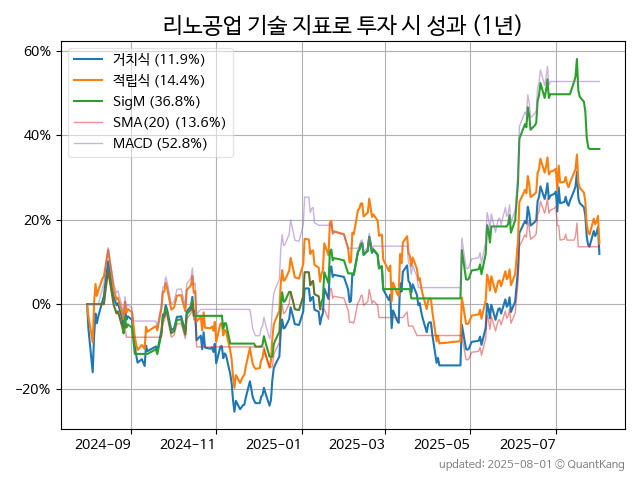 리노공업 기술 지표로 투자 시 성과 (1년)
거치식 (11.9%)
적립식 (14.4%)
SigM (36.8%)
SMA(20) (13.6%)
MACD (52.8%)
60%
40%
20%
0%
−20%
2024-09
2024-11
2025-01
2025-03
2025-05
2025-07
updated: 2025-08-01 © QuantKang